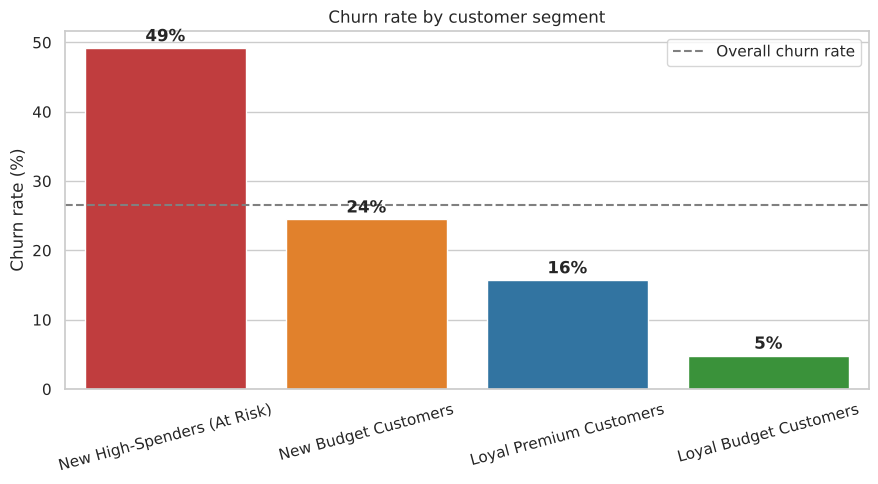 Churn rate by customer segment
Overall churn rate
Churn rate (%)
50
40
30
20
10
0
49%
24%
16%
5%
New High-Spenders (At Risk)
New Budget Customers
Loyal Premium Customers
Loyal Budget Customers